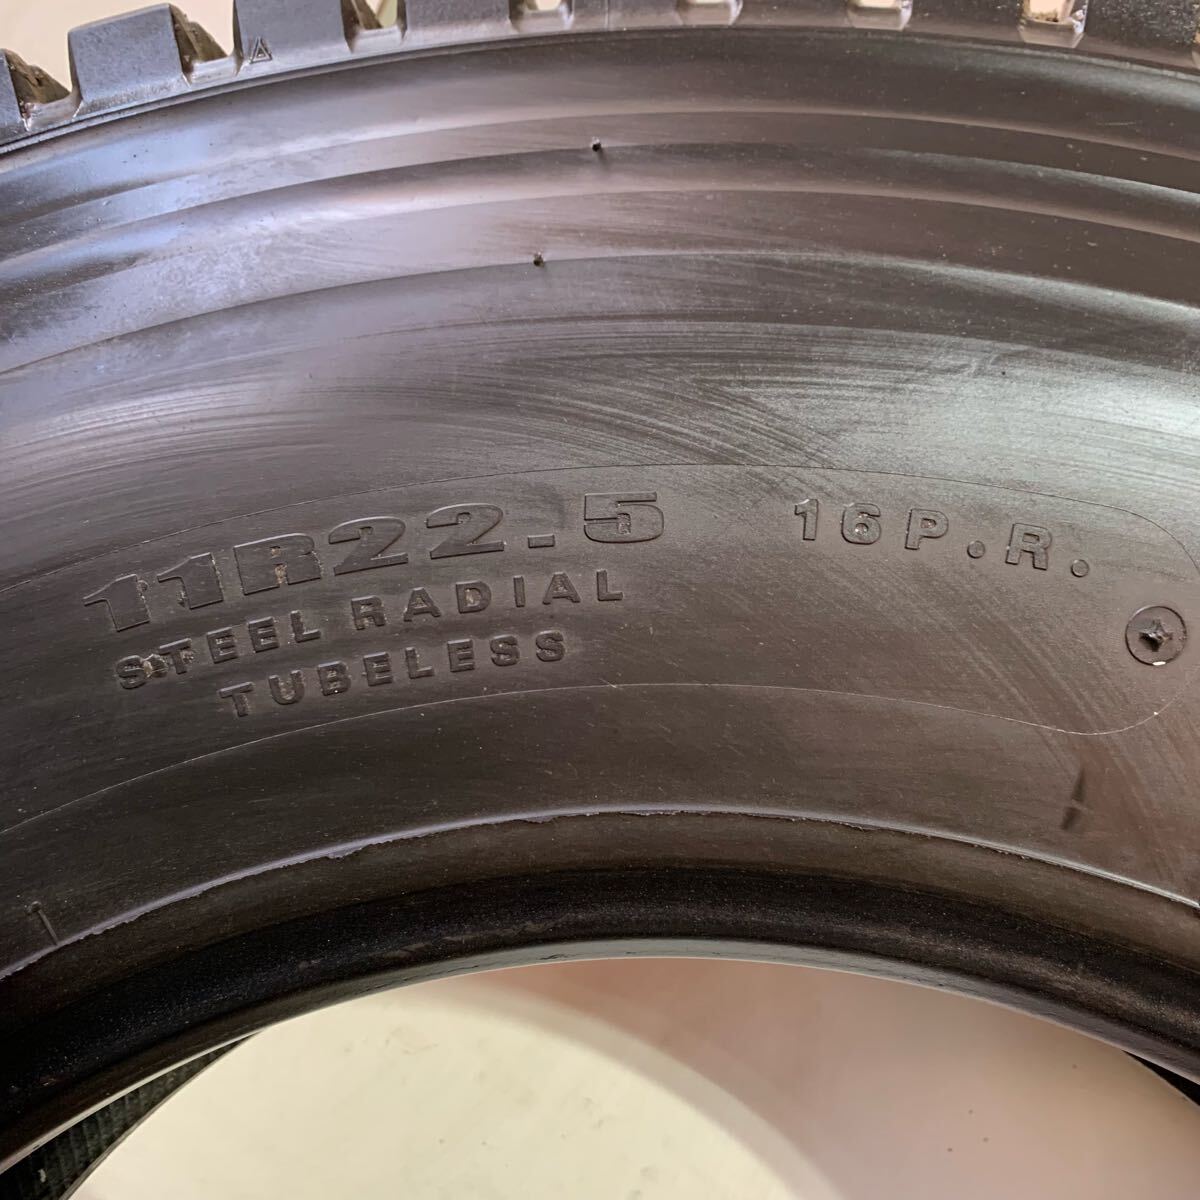 11R22.5 16P.R.
STEEL RADIAL
TUBELESS